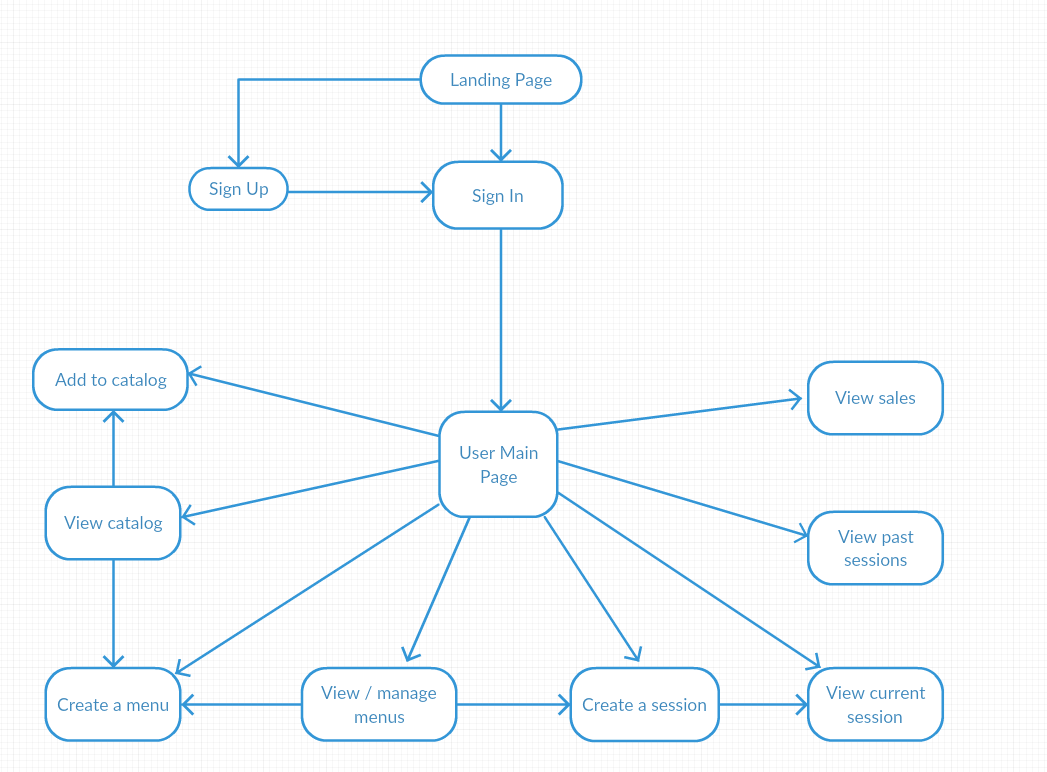 Landing Page
Sign Up
Sign In
Add to catalog
View sales
User Main
Page
View catalog
View past
sessions
Create a menu
View / manage
menus
Create a session
View current
session